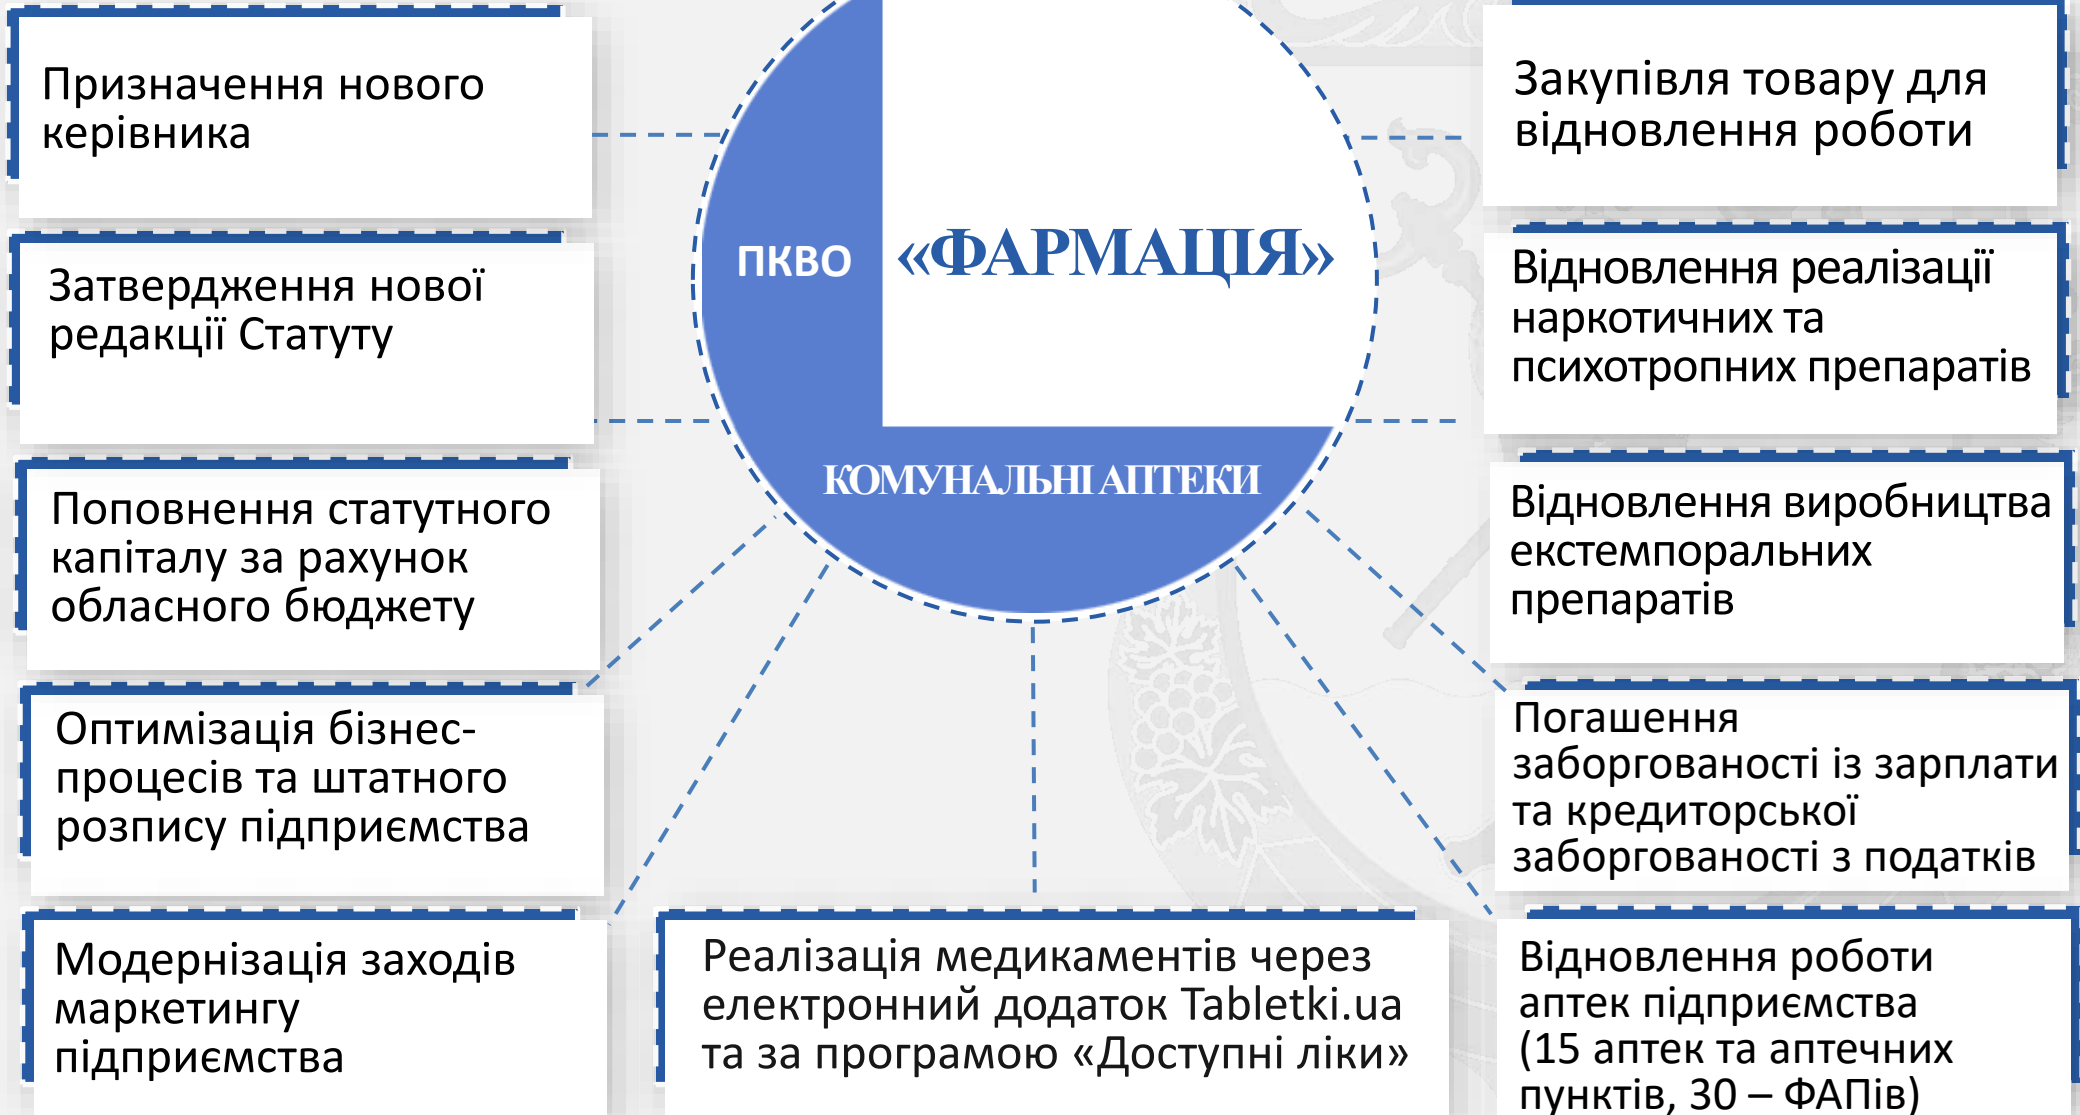 Призначення нового
керівника
Затвердження нової
редакції Статуту
Поповнення статутного
капіталу за рахунок
обласного бюджету
Оптимізація бізнес-
процесів та штатного
розпису підприємства
Модернізація заходів
маркетингу
підприємства
ПКВО «ФАРМАЦІЯ»
КОМУНАЛЬНІ АПТЕКИ
Реалізація медикаментів через
електронний додаток Tabletki.ua
та за програмою «Доступні ліки»
Закупівля товару для
відновлення роботи
Відновлення реалізації
наркотичних та
психотропних препаратів
Відновлення виробництва
екстемпоральних
препаратів
Погашення
заборгованості із зарплати
та кредиторської
заборгованості з податків
Відновлення роботи
аптек підприємства
(15 аптек та аптечних
пунктів, 30 – ФАПів)